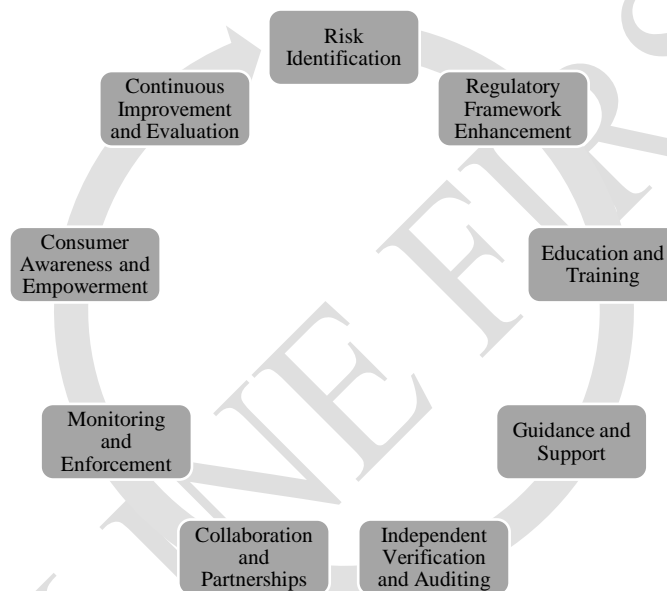 Risk
Identification
Regulatory
Framework
Enhancement
Education and
Training
Guidance and
Support
Independent
Verification
and Auditing
Collaboration
and
Partnerships
Monitoring
and
Enforcement
Consumer
Awareness and
Empowerment
Continuous
Improvement
and Evaluation